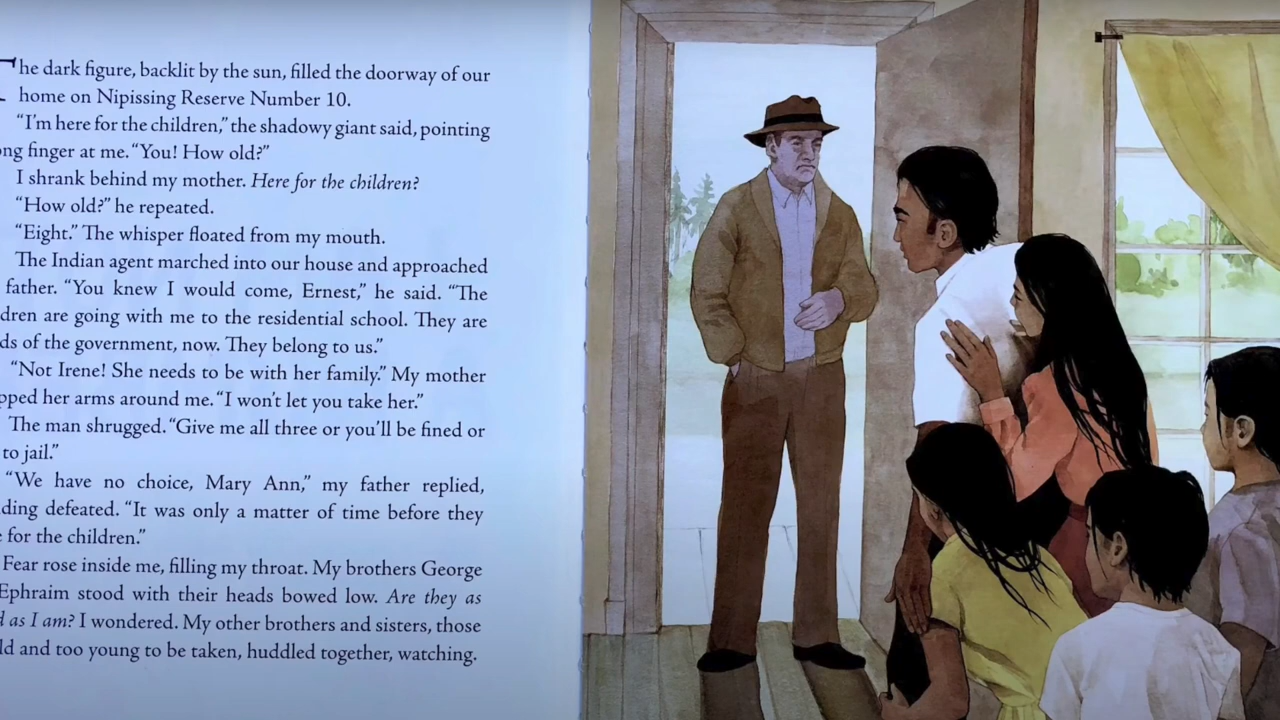 The dark figure, backlit by the sun, filled the doorway of our
home on Nipissing Reserve Number 10.
“I'm here for the children,” the shadowy giant said, pointing
ong finger at me. “You! How old?”
I shrank behind my mother. Here for the children?
“How old?” he repeated.
“Eight.” The whisper floated from my mouth.
The Indian agent marched into our house and approached
father. “You knew I would come, Ernest,” he said. “The
dren are going with me to the residential school. They are
ds of the government, now. They belong to us.”
“Not Irene! She needs to be with her family.” My mother
pped her arms around me. “I won't let you take her.”
The man shrugged. “Give me all three or you'll be fined or
to jail.”
“We have no choice, Mary Ann,” my father replied,
ding defeated. “It was only a matter of time before they
e for the children.”
Fear rose inside me, filling my throat. My brothers George
Ephraim stood with their heads bowed low. Are they as
d as I am? I wondered. My other brothers and sisters, those
ld and too young to be taken, huddled together, watching.